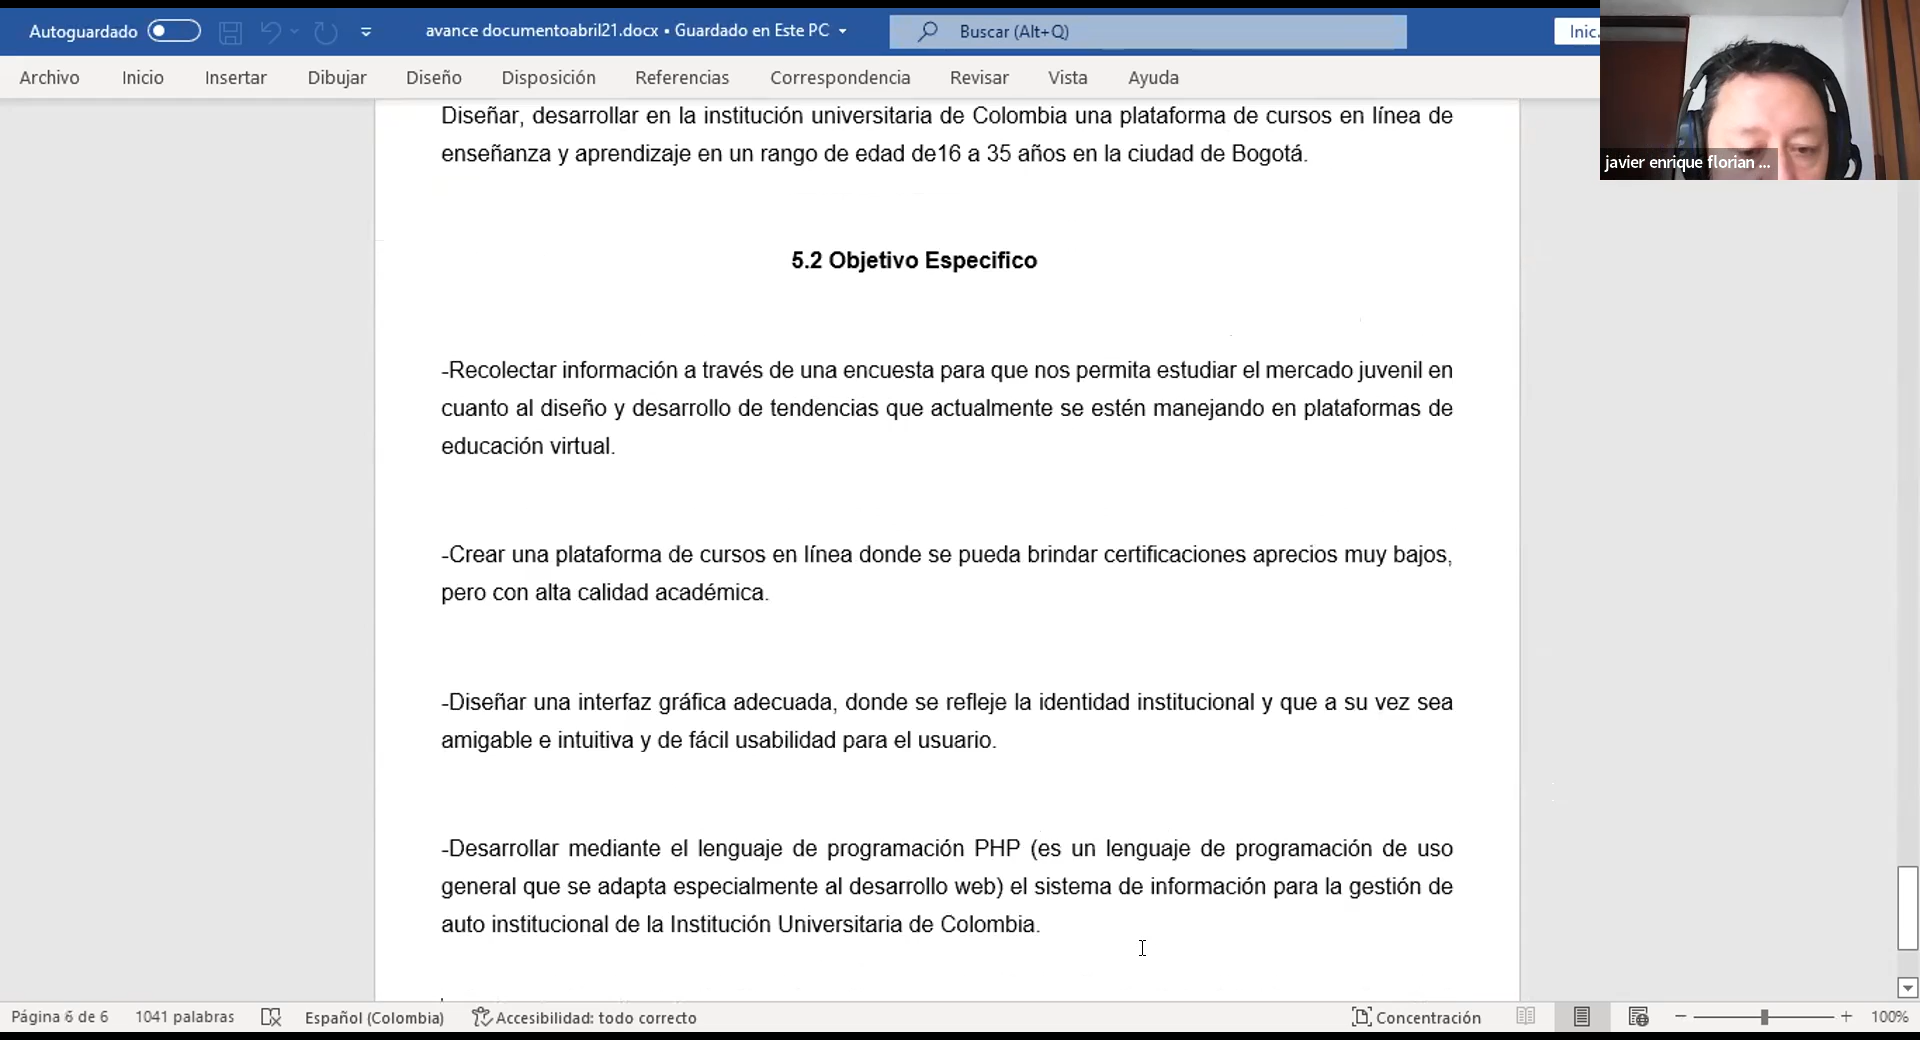 Autoguardado
avance documentoabril21.docx • Guardado en Este PC
Buscar (Alt+Q)
Inic
javier enrique florian ...
Archivo Inicio Insertar Dibujar Diseño Disposición Referencias Correspondencia Revisar Vista Ayuda
Diseñar, desarrollar en la institución universitaria de Colombia una plataforma de cursos en línea de
enseñanza y aprendizaje en un rango de edad de16 a 35 años en la ciudad de Bogotá.
5.2 Objetivo Especifico
-Recolectar información a través de una encuesta para que nos permita estudiar el mercado juvenil en
cuanto al diseño y desarrollo de tendencias que actualmente se estén manejando en plataformas de
educación virtual.
-Crear una plataforma de cursos en línea donde se pueda brindar certificaciones aprecios muy bajos,
pero con alta calidad académica.
-Diseñar una interfaz gráfica adecuada, donde se refleje la identidad institucional y que a su vez sea
amigable e intuitiva y de fácil usabilidad para el usuario.
-Desarrollar mediante el lenguaje de programación PHP (es un lenguaje de programación de uso
general que se adapta especialmente al desarrollo web) el sistema de información para la gestión de
auto institucional de la Institución Universitaria de Colombia.
Página 6 de 6 1041 palabras Español (Colombia) Accesibilidad: todo correcto Concentración 100%